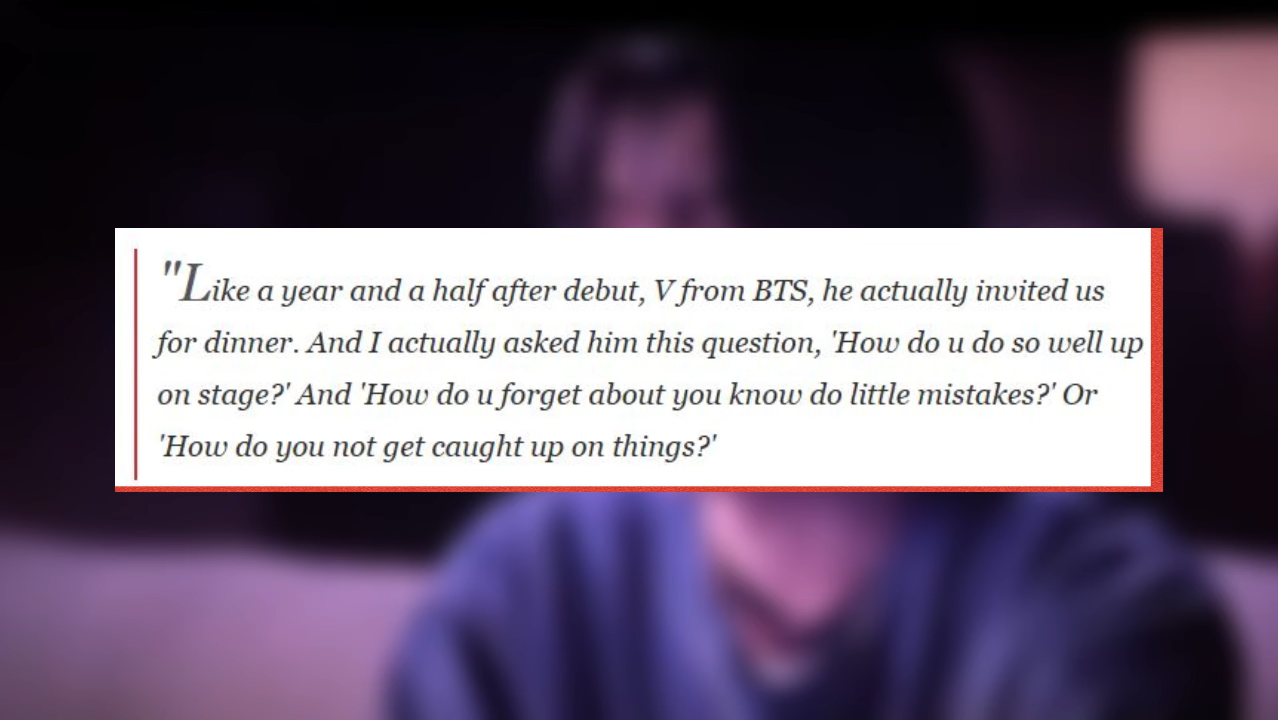 "Like a year and a half after debut, V from BTS, he actually invited us
for dinner. And I actually asked him this question, 'How do u do so well up
on stage?' And 'How do u forget about you know do little mistakes?' Or
'How do you not get caught up on things?'